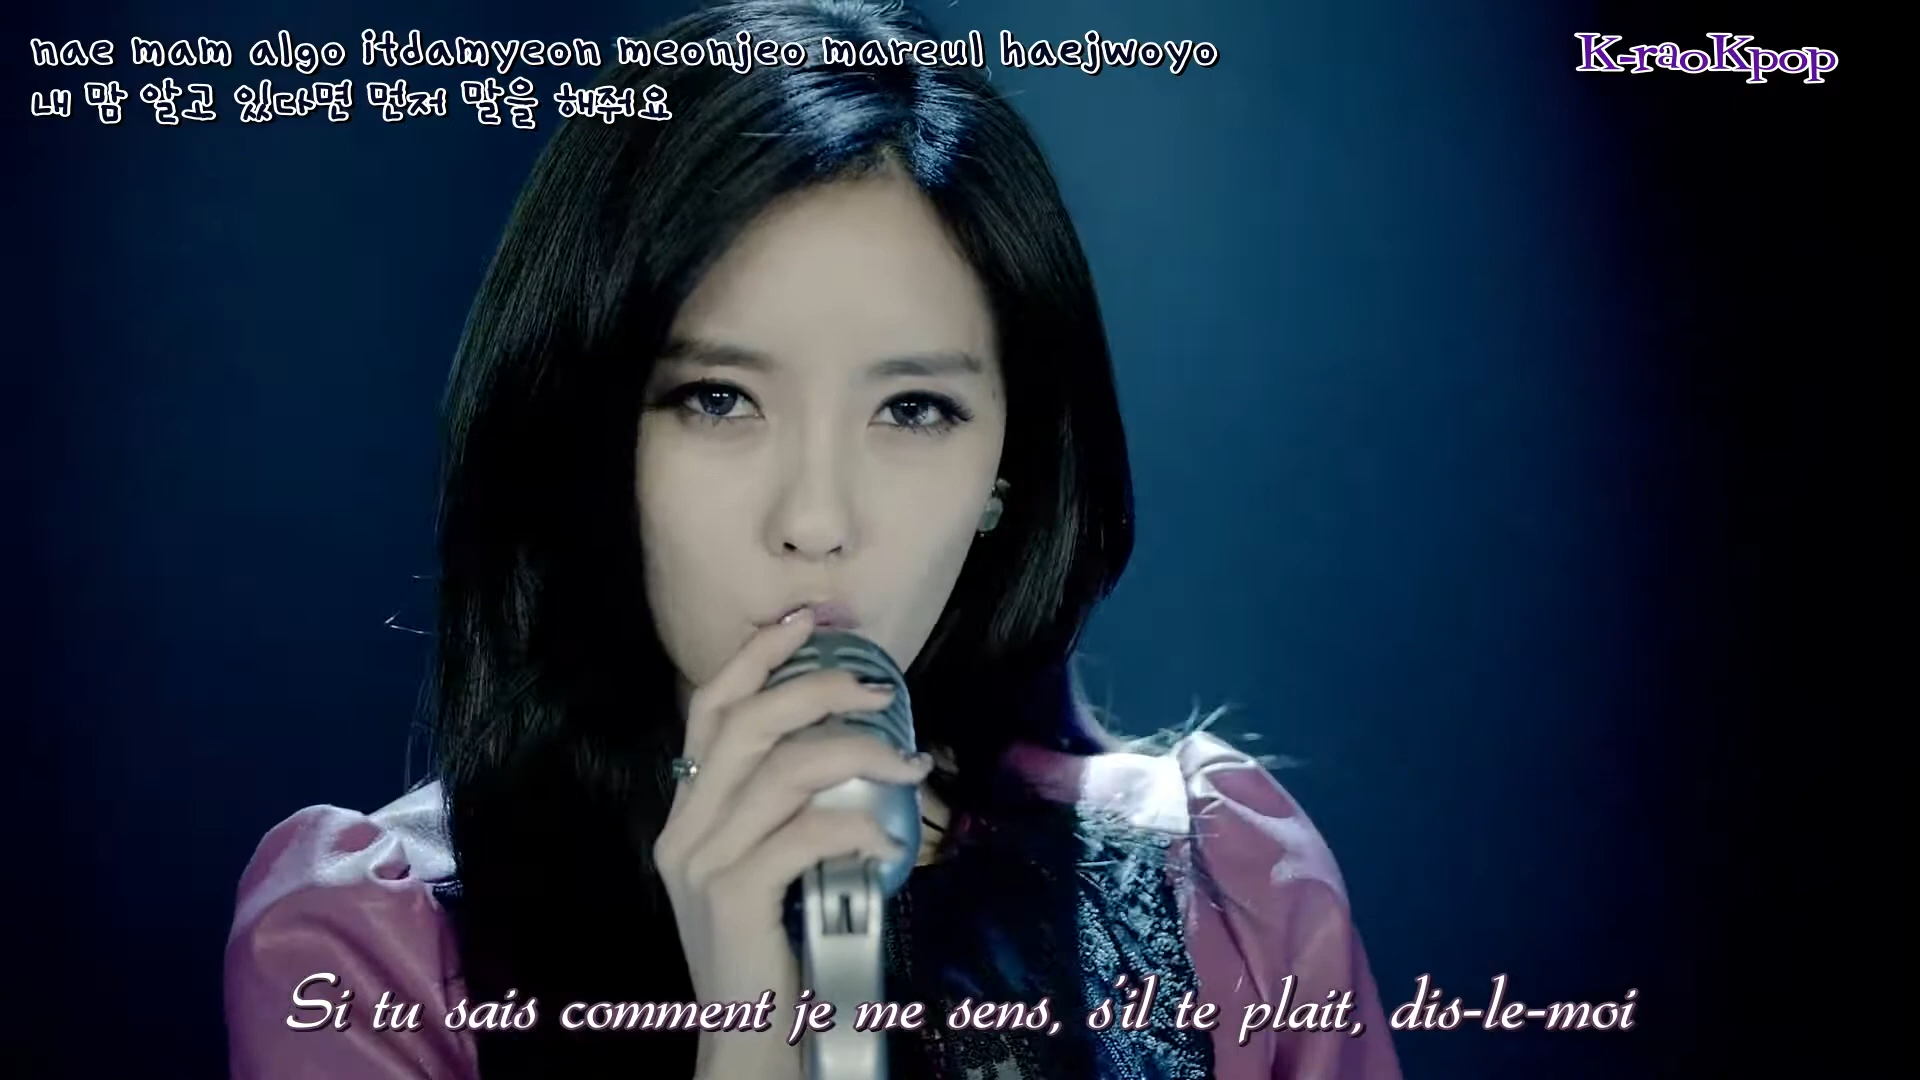 nae mam algo itdamyeon meonjeo mareul haejwoyo
내 맘 알고 있다면 먼저 말을 해줘요
K-raoKpop
Si tu sais comment je me sens, s'il te plait, dis-le-moi